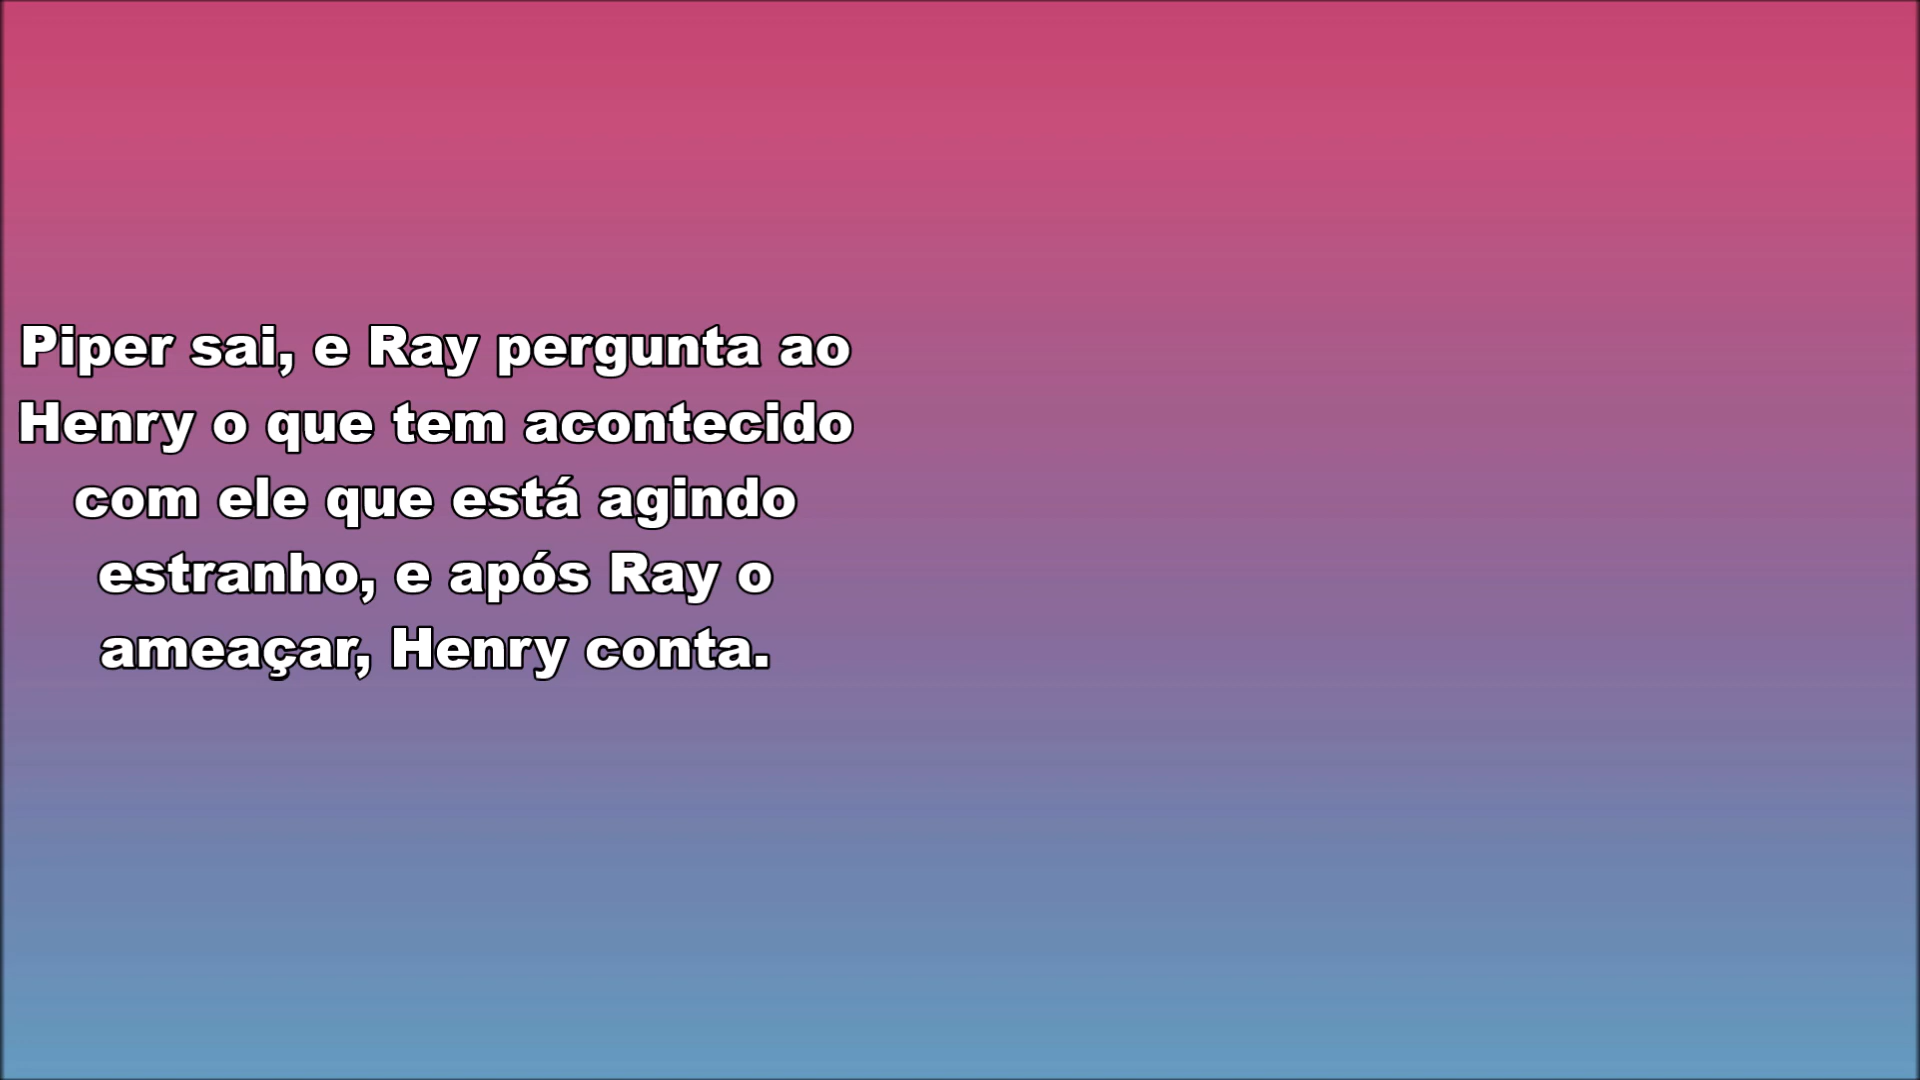 Piper sai, e Ray pergunta ao
Henry o que tem acontecido
com ele que está agindo
estranho, e após Ray o
ameaçar, Henry conta.